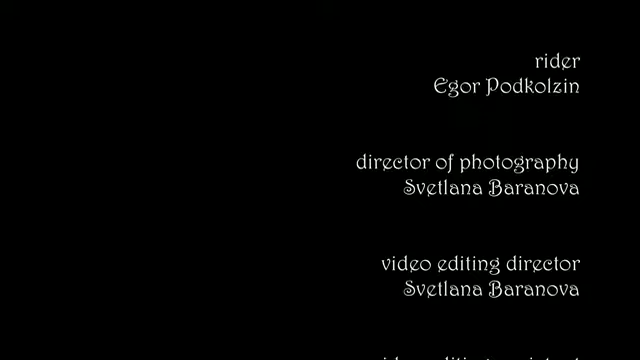 rider
Egor Podkolzin
director of photography
Svetlana Baranova
video editing director
Svetlana Baranova